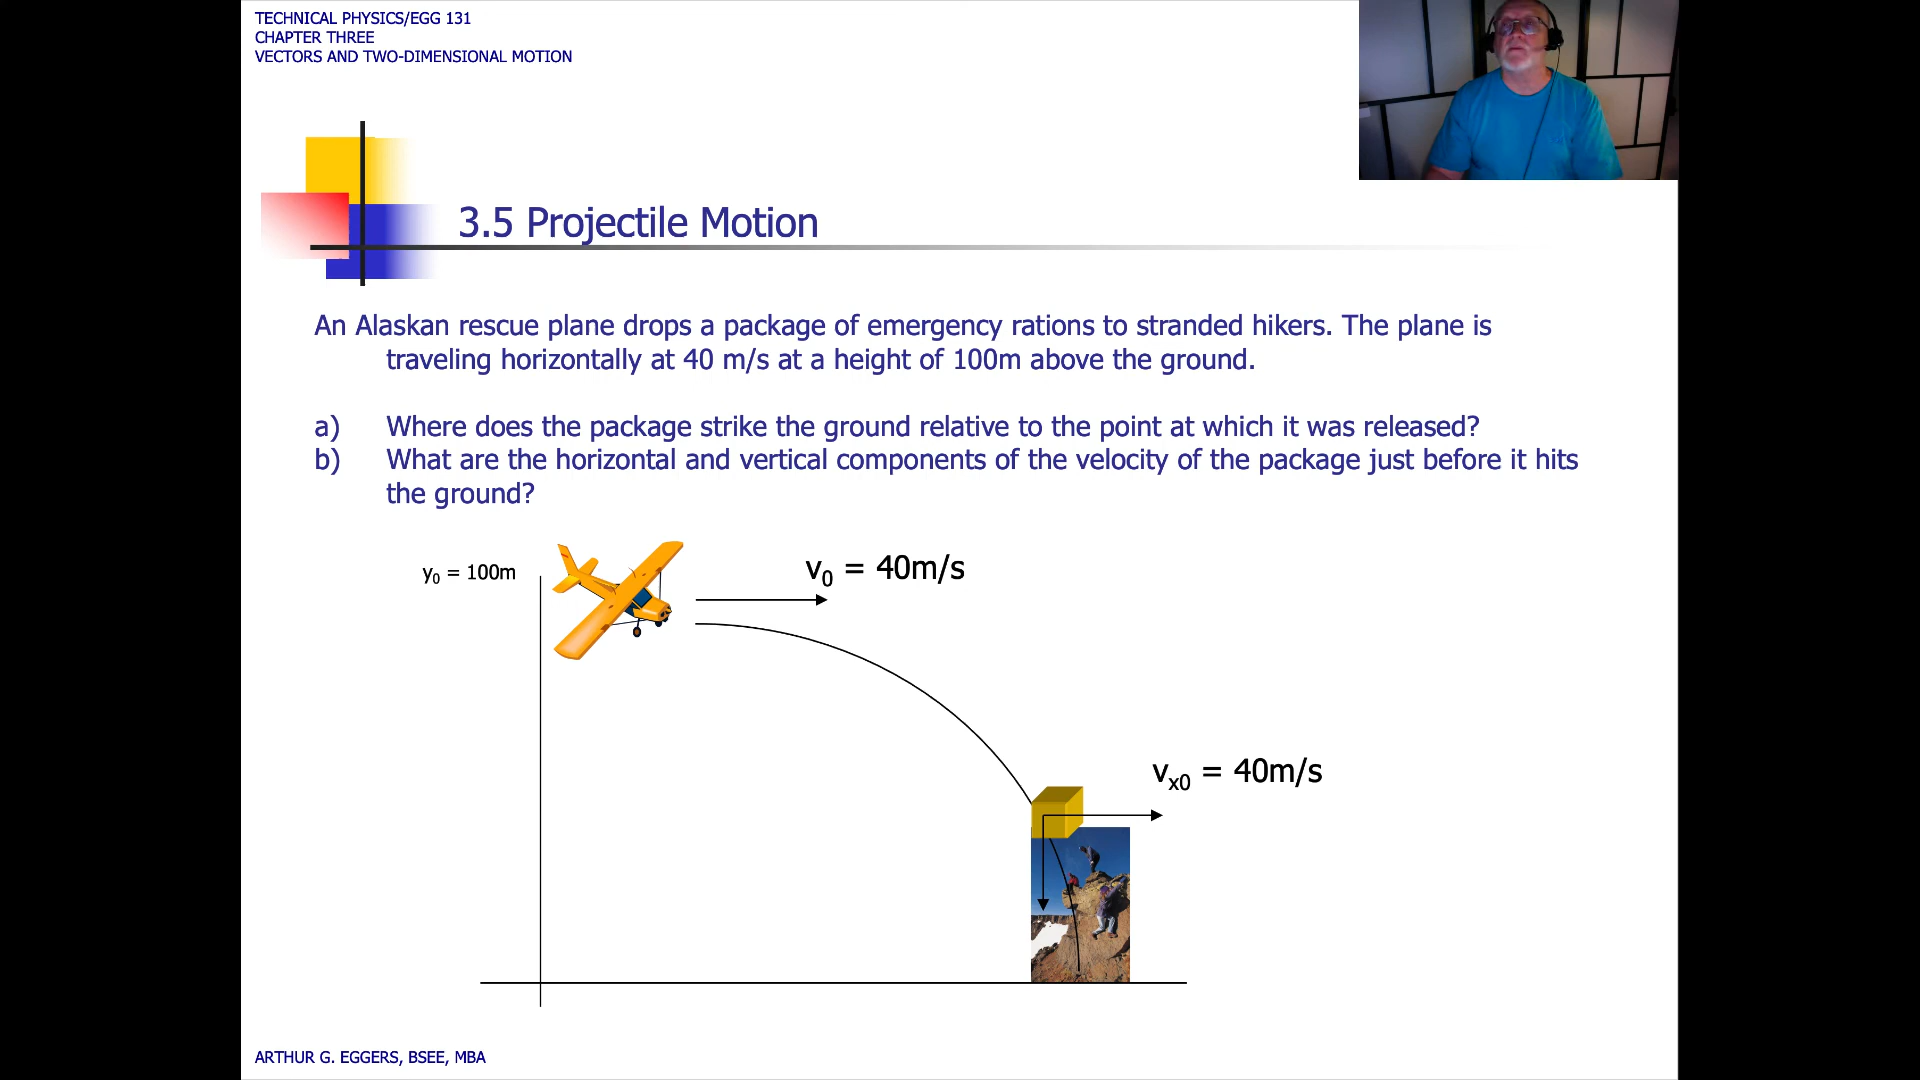 TECHNICAL PHYSICS/EGG 131
CHAPTER THREE
VECTORS AND TWO-DIMENSIONAL MOTION
3.5 Projectile Motion
An Alaskan rescue plane drops a package of emergency rations to stranded hikers. The plane is
traveling horizontally at 40 m/s at a height of 100m above the ground.
a) Where does the package strike the ground relative to the point at which it was released?
b) What are the horizontal and vertical components of the velocity of the package just before it hits
the ground?
y₀ = 100m
v₀ = 40m/s
vₓ₀ = 40m/s
ARTHUR G. EGGERS, BSEE, MBA